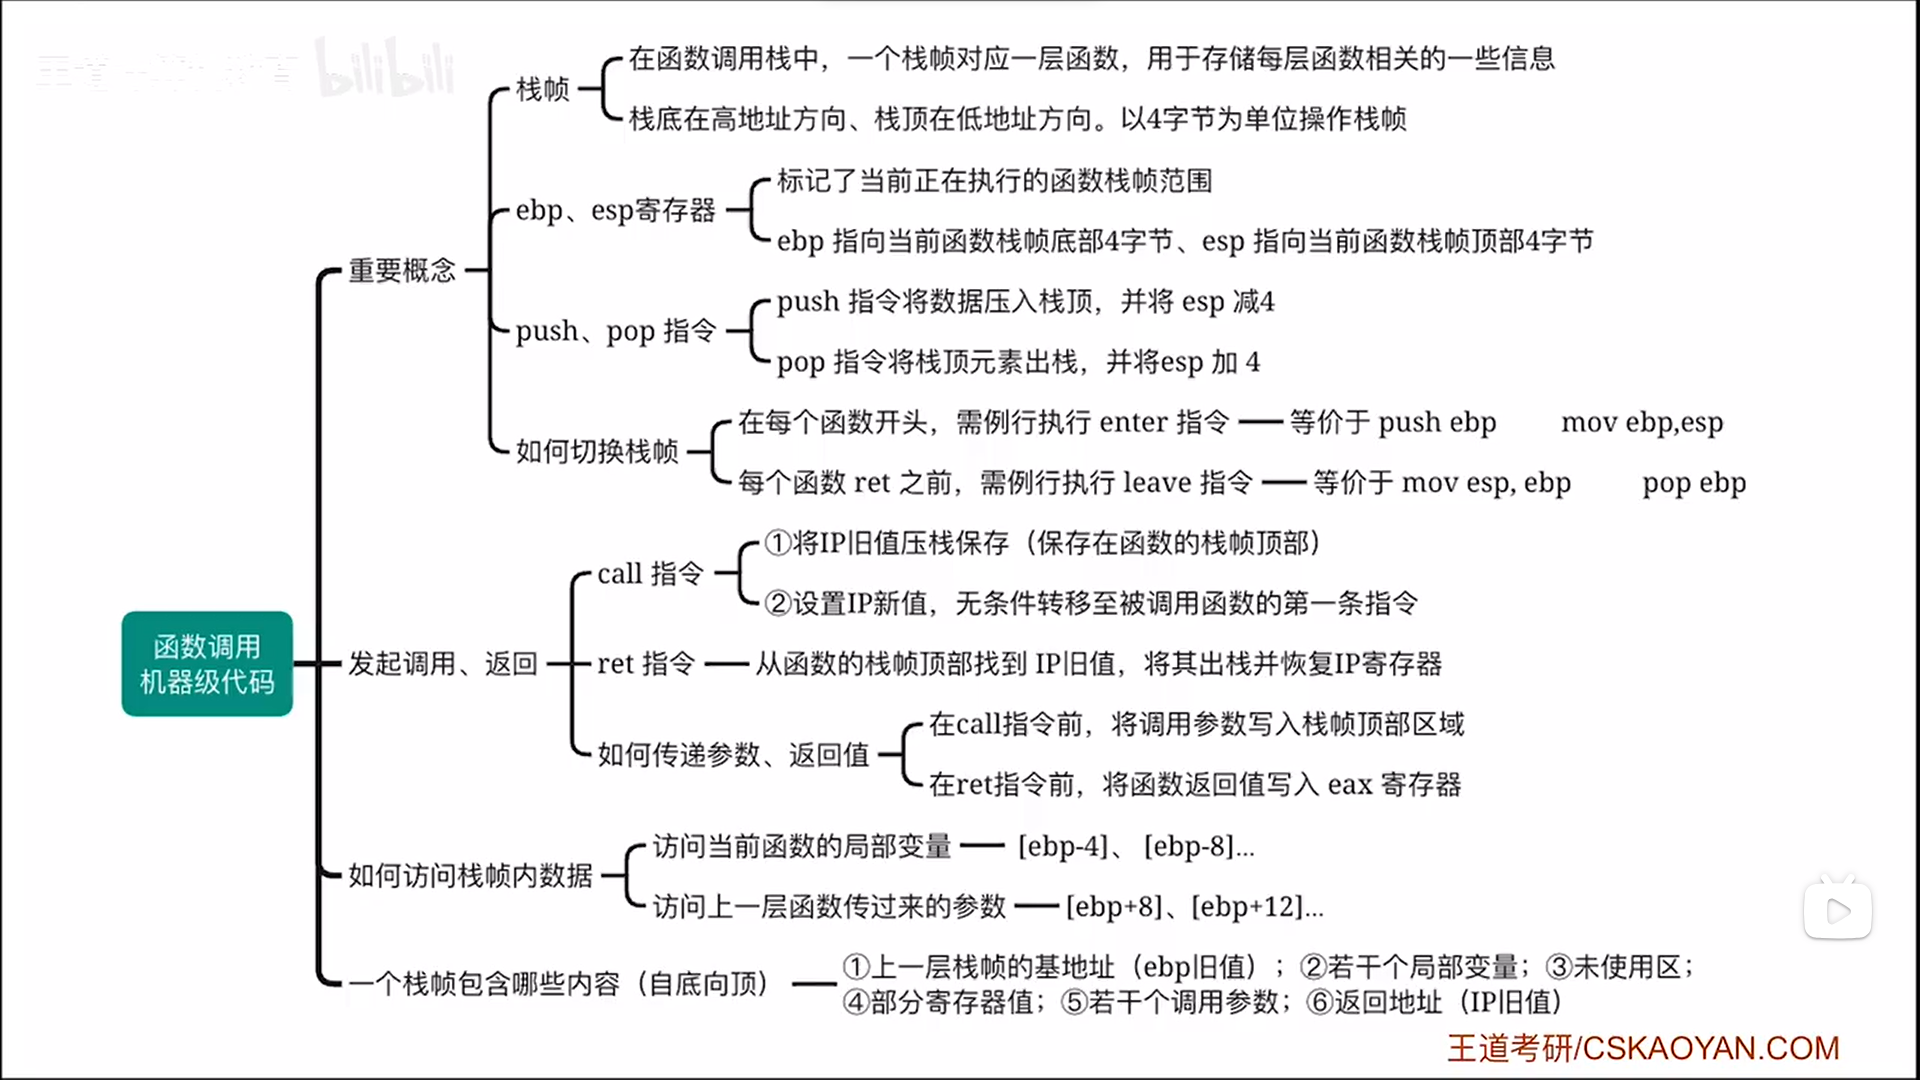 bilibili
栈帧
在函数调用栈中，一个栈帧对应一层函数，用于存储每层函数相关的一些信息
栈底在高地址方向、栈顶在低地址方向。以4字节为单位操作栈帧
ebp、esp寄存器
标记了当前正在执行的函数栈帧范围
ebp 指向当前函数栈帧底部4字节、esp 指向当前函数栈帧顶部4字节
重要概念
push、pop 指令
push 指令将数据压入栈顶，并将 esp 减4
pop 指令将栈顶元素出栈，并将esp 加 4
如何切换栈帧
在每个函数开头，需例行执行 enter 指令
等价于 push ebp mov ebp,esp
每个函数 ret 之前，需例行执行 leave 指令
等价于 mov esp, ebp pop ebp
函数调用
机器级代码
发起调用、返回
call 指令
①将IP旧值压栈保存（保存在函数的栈帧顶部）
②设置IP新值，无条件转移至被调用函数的第一条指令
ret 指令
从函数的栈帧顶部找到 IP旧值，将其出栈并恢复IP寄存器
如何传递参数、返回值
在call指令前，将调用参数写入栈帧顶部区域
在ret指令前，将函数返回值写入 eax 寄存器
如何访问栈帧内数据
访问当前函数的局部变量
[ebp-4]、 [ebp-8]...
访问上一层函数传过来的参数
[ebp+8]、[ebp+12]...
一个栈帧包含哪些内容（自底向顶）
①上一层栈帧的基地址（ebp旧值）；②若干个局部变量；③未使用区；
④部分寄存器值；⑤若干个调用参数；⑥返回地址（IP旧值）
王道考研/CSKAOYAN.COM